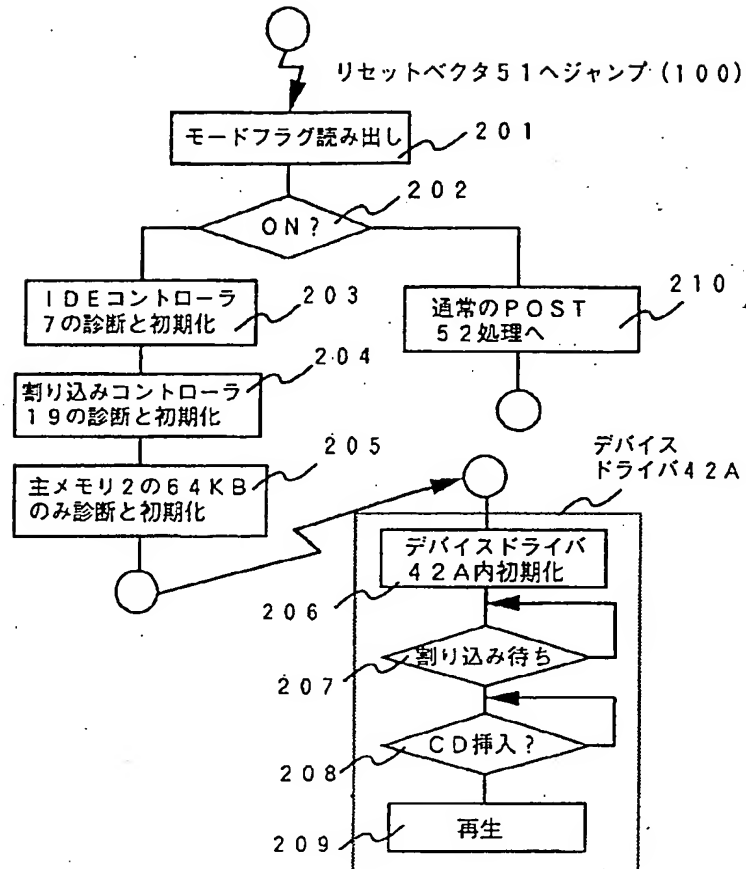 リセットベクタ51へジャンプ(100)
モードフラグ読み出し
201
202
ON?
IDEコントローラ
7の診断と初期化
203
通常のPOST
52処理へ
210
204
割り込みコントローラ
19の診断と初期化
205
主メモリ2の64KB
のみ診断と初期化
デバイス
ドライバ42A
デバイスドライバ
42A内初期化
206
割り込み待ち
207
CD挿入?
208
再生
209